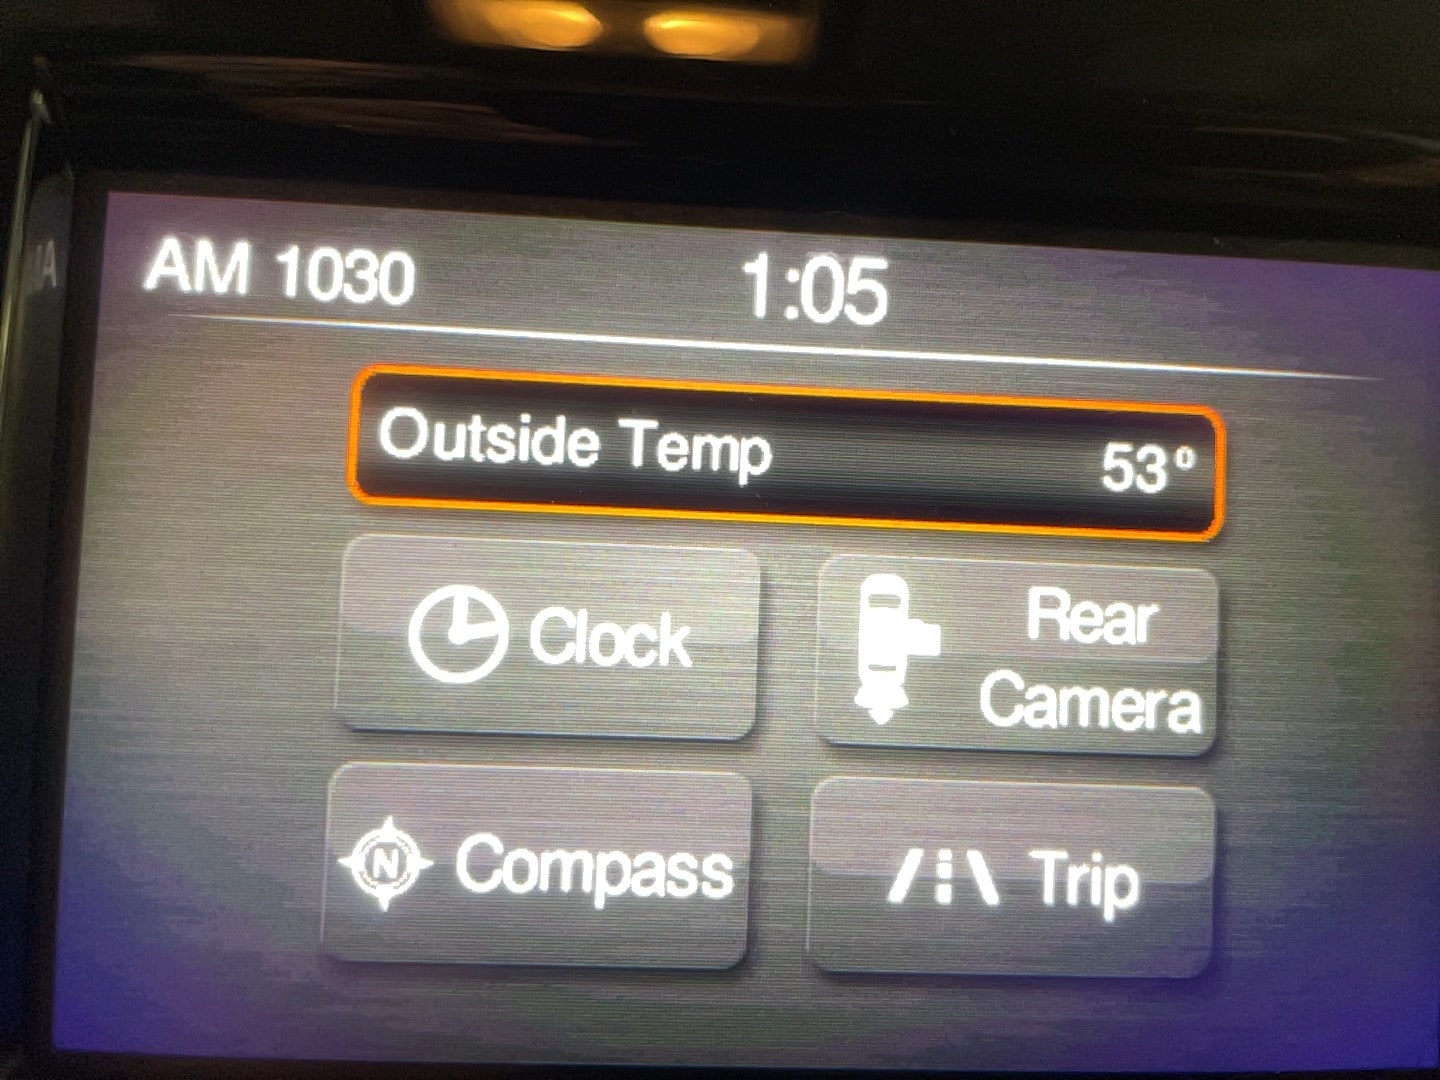 AM 1030 1:05
Outside Temp 53°
Clock
Rear
Camera
N Compass
Trip